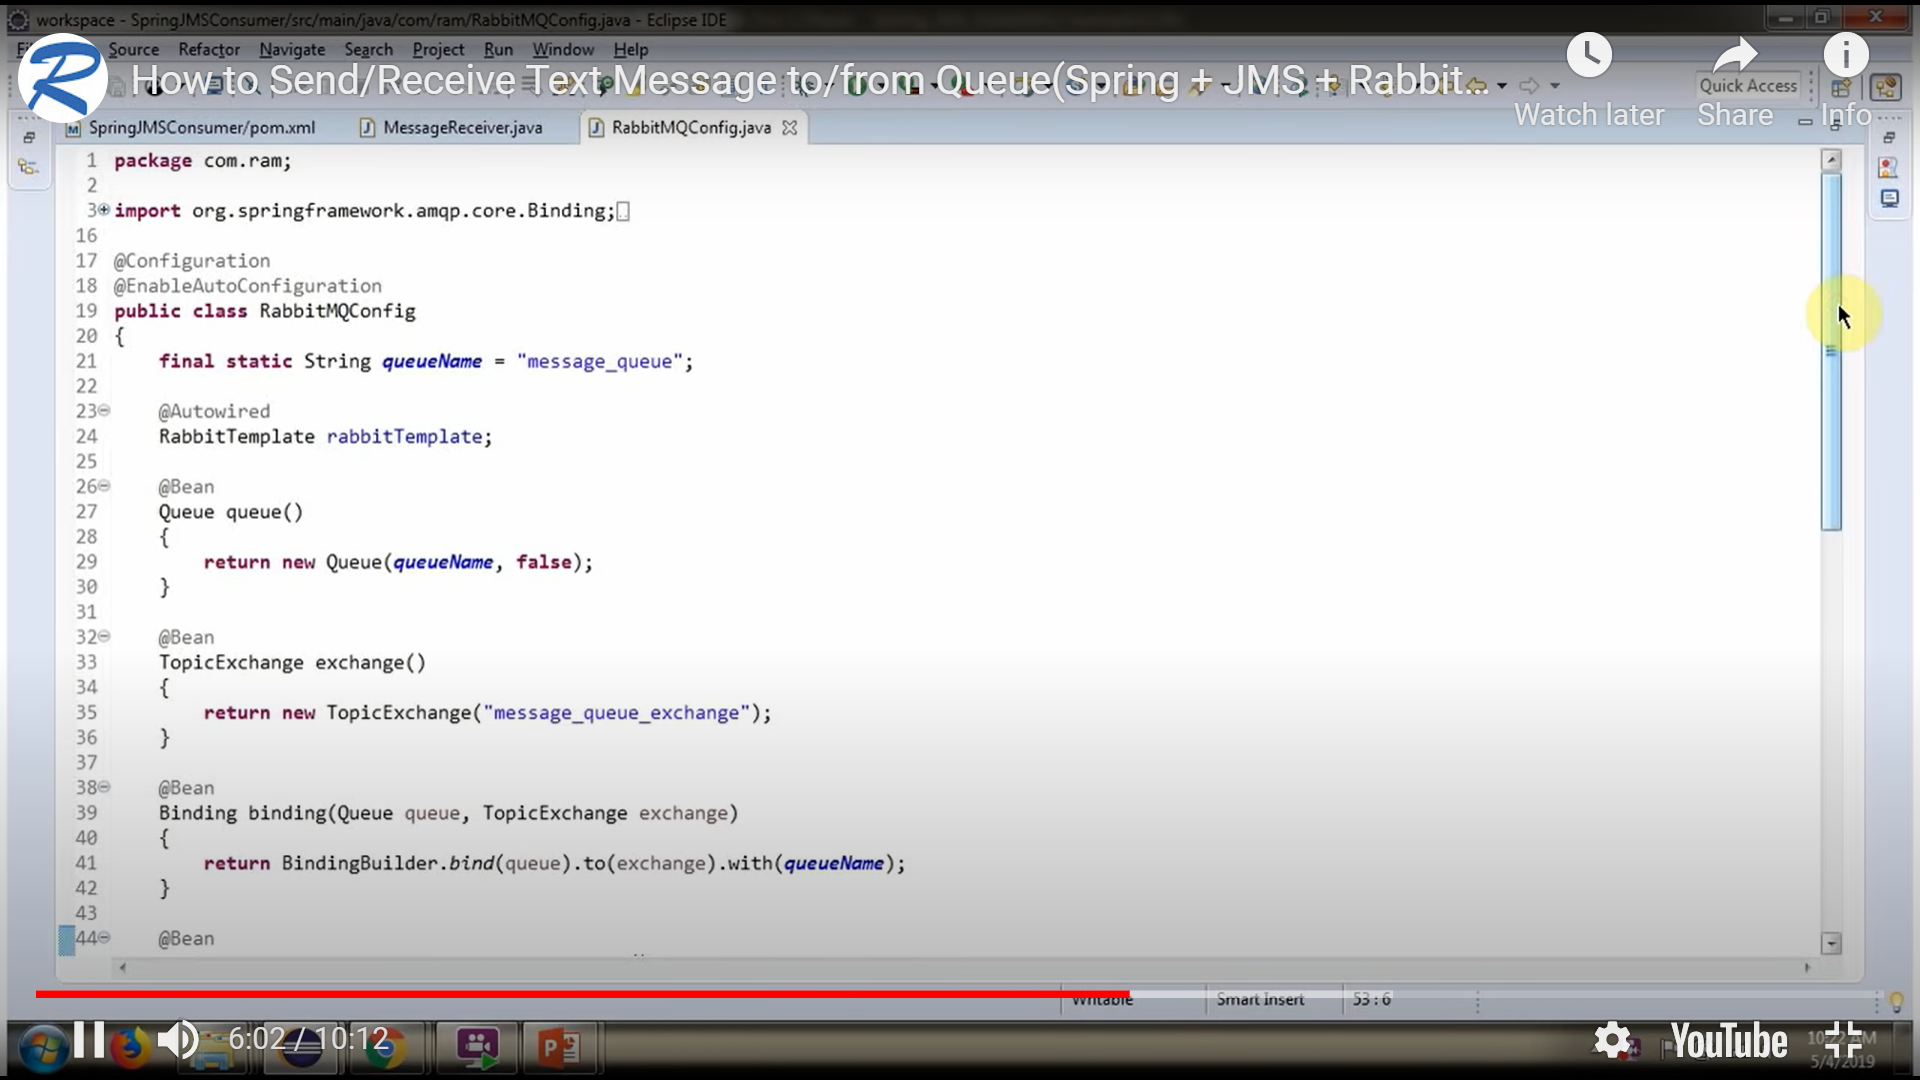 workspace - SpringJMSConsumer/src/main/java/com/ram/RabbitMQConfig.java - Eclipse IDE
Source Refactor Navigate Search Project Run Window Help
How to Send/Receive Text Message to/from Queue(Spring + JMS + Rabbit...
Watch later Share Info
Quick Access
SpringJMSConsumer/pom.xml MessageReceiver.java RabbitMQConfig.java
1 package com.ram;
2
3 import org.springframework.amqp.core.Binding;
16
17 @Configuration
18 @EnableAutoConfiguration
19 public class RabbitMQConfig
20 {
21 final static String queueName = "message_queue";
22
23 @Autowired
24 RabbitTemplate rabbitTemplate;
25
26 @Bean
27 Queue queue()
28 {
29 return new Queue(queueName, false);
30 }
31
32 @Bean
33 TopicExchange exchange()
34 {
35 return new TopicExchange("message_queue_exchange");
36 }
37
38 @Bean
39 Binding binding(Queue queue, TopicExchange exchange)
40 {
41 return BindingBuilder.bind(queue).to(exchange).with(queueName);
42 }
43
44 @Bean
Writable Smart Insert 53 : 6
6:02 / 10:12
YouTube
10:22 AM
5/4/2019